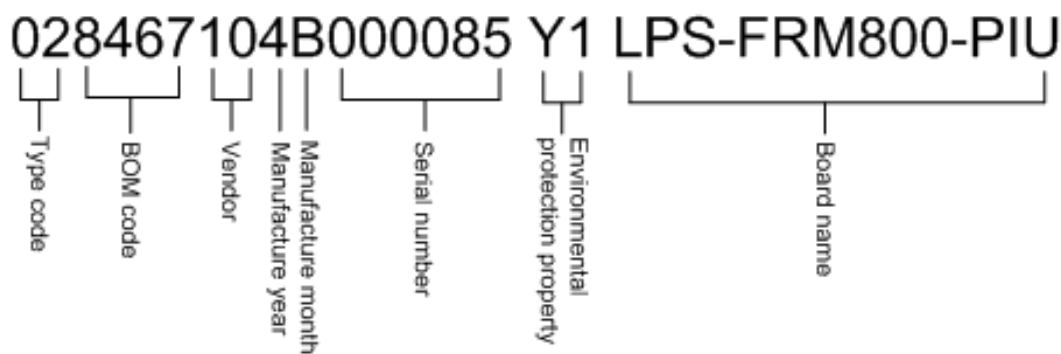 028467104B000085 Y1 LPS-FRM800-PIU
Type code
BOM code
Vendor
Manufacture year
Manufacture month
Serial number
Environmental
protection property
Board name